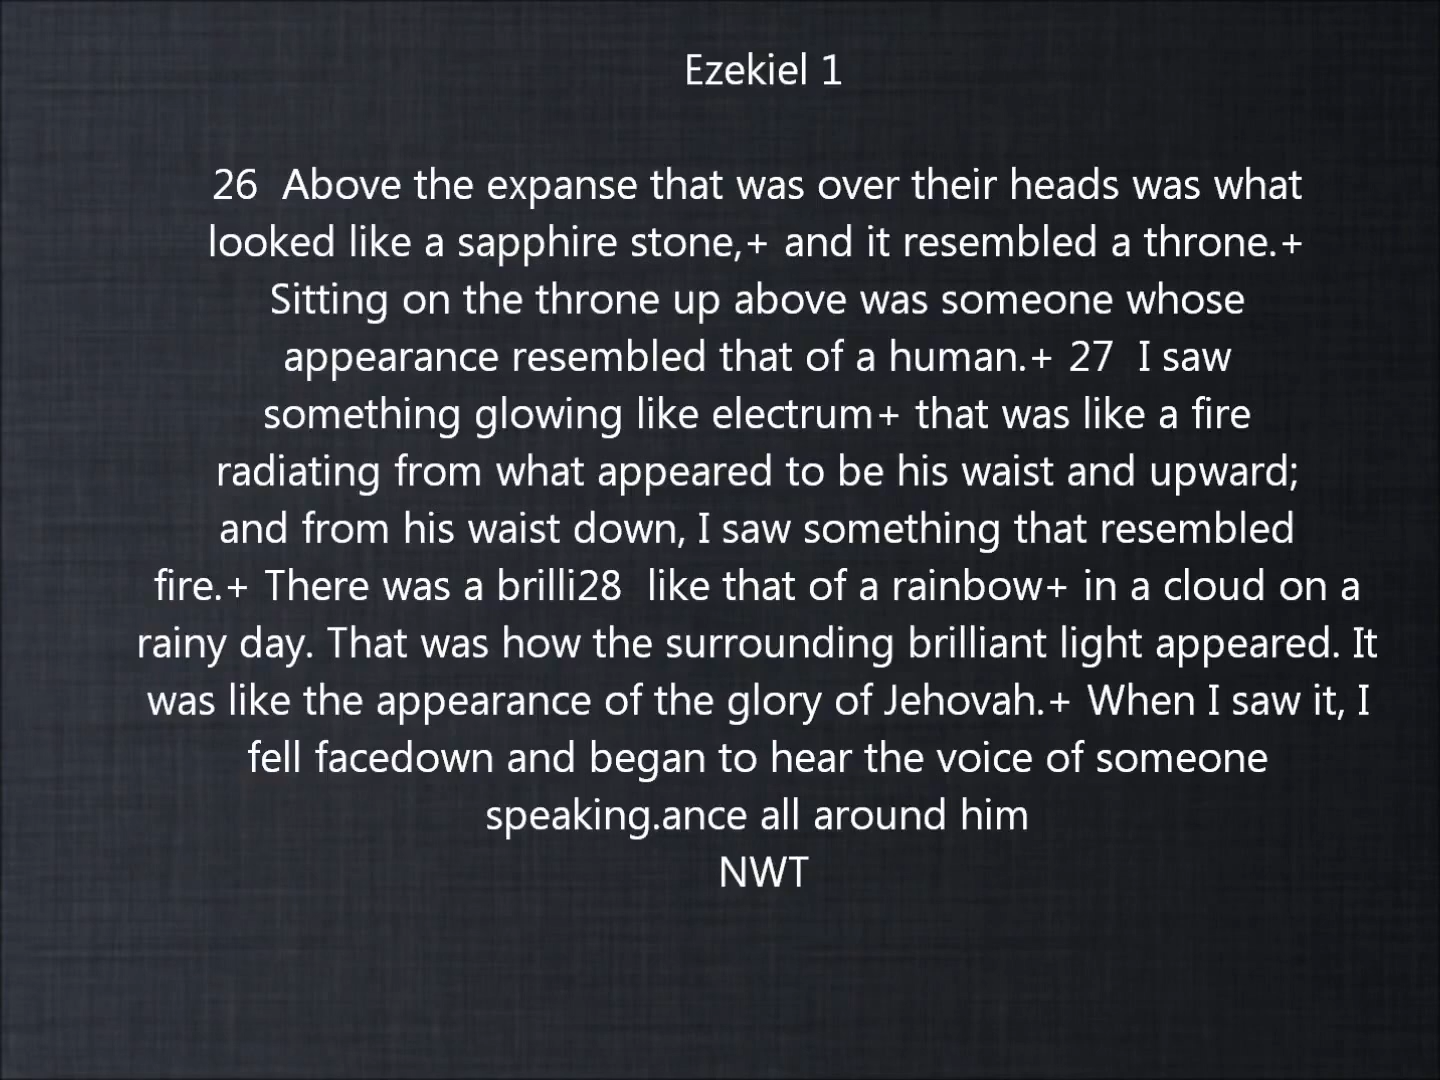 Ezekiel 1
26  Above the expanse that was over their heads was what
looked like a sapphire stone,+ and it resembled a throne.+
Sitting on the throne up above was someone whose
appearance resembled that of a human.+ 27  I saw
something glowing like electrum+ that was like a fire
radiating from what appeared to be his waist and upward;
and from his waist down, I saw something that resembled
fire.+ There was a brilli28  like that of a rainbow+ in a cloud on a
rainy day. That was how the surrounding brilliant light appeared. It
was like the appearance of the glory of Jehovah.+ When I saw it, I
fell facedown and began to hear the voice of someone
speaking.ance all around him
NWT